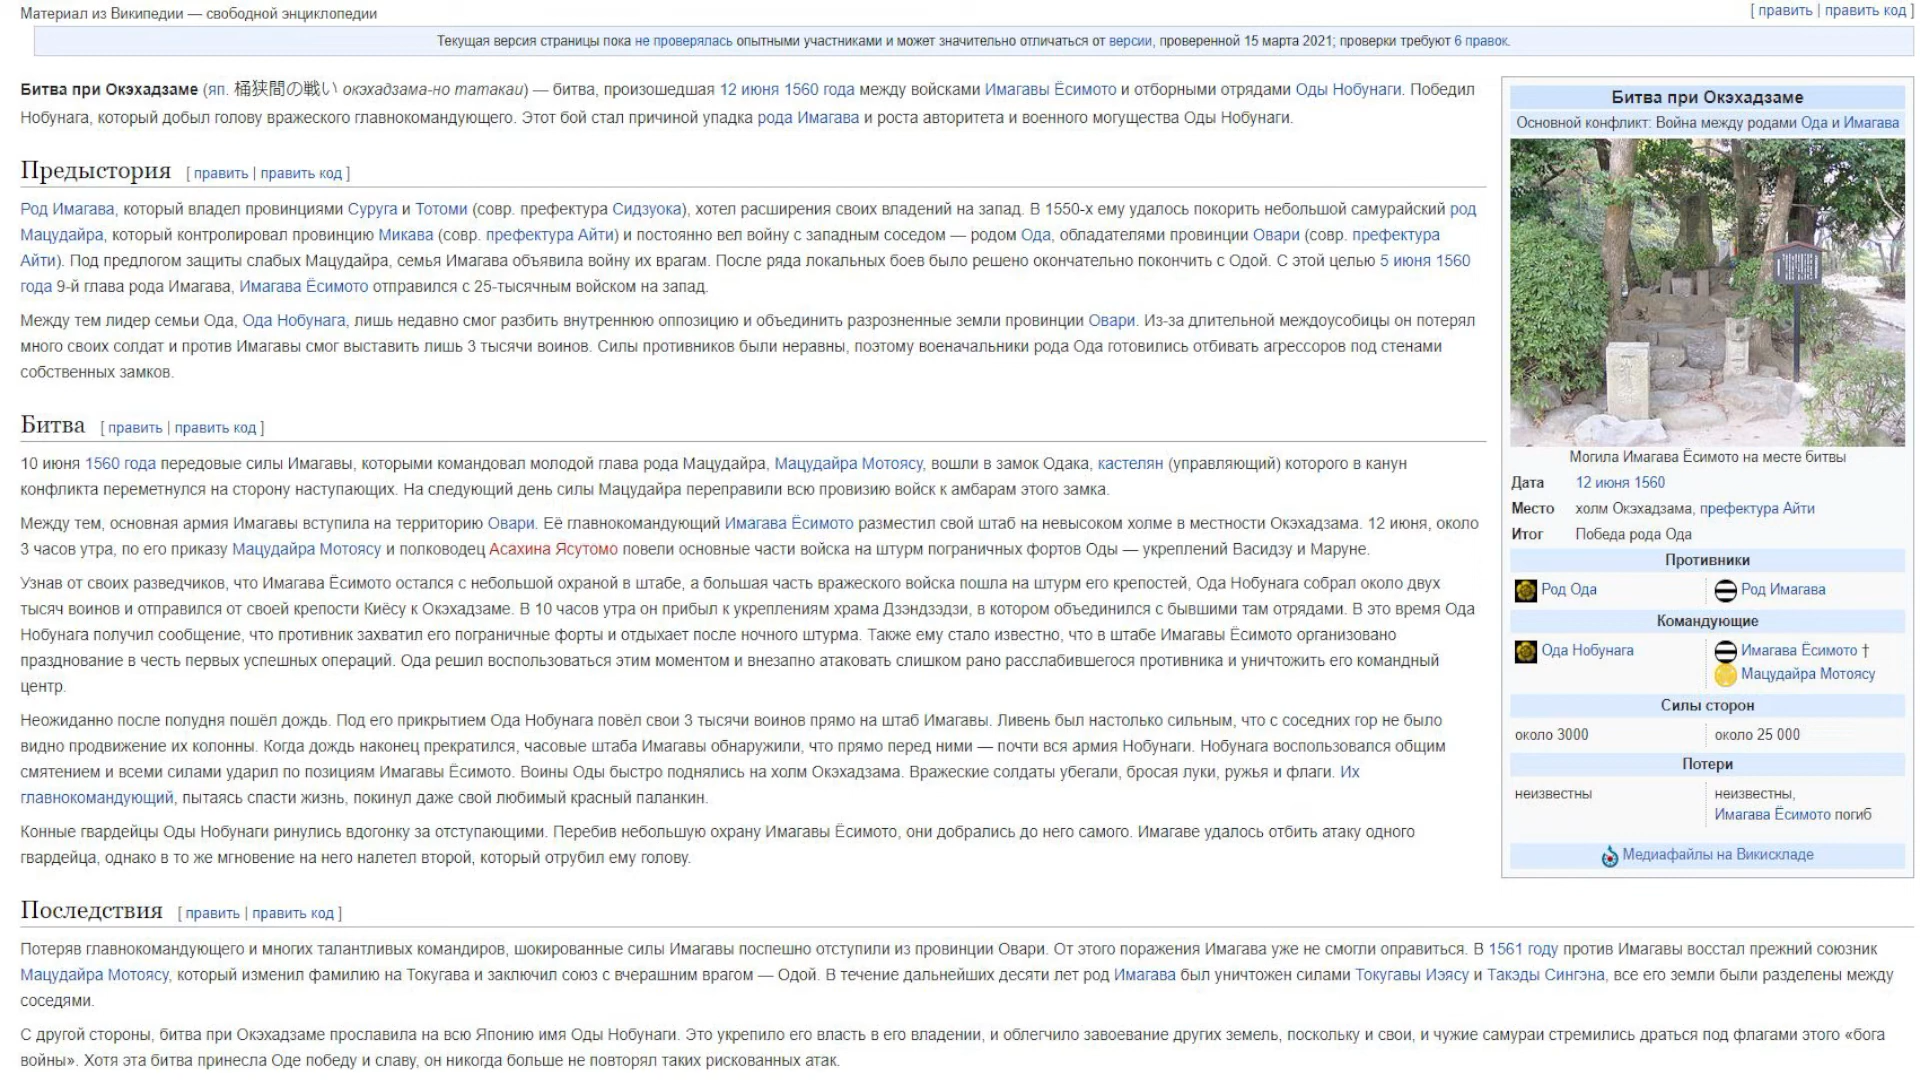 Материал из Википедии — свободной энциклопедии
[ править | править код ]
Текущая версия страницы пока не проверялась опытными участниками и может значительно отличаться от версии, проверенной 15 марта 2021; проверки требуют 6 правок.
Битва при Окэхадзаме (яп. 桶狭間の戦い окэхадзама-но татакаи) — битва, произошедшая 12 июня 1560 года между войсками Имагавы Ёсимото и отборными отрядами Оды Нобунаги. Победил
Нобунага, который добыл голову вражеского главнокомандующего. Этот бой стал причиной упадка рода Имагава и роста авторитета и военного могущества Оды Нобунаги.
Предыстория [ править | править код ]
Род Имагава, который владел провинциями Суруга и Тотоми (совр. префектура Сидзуока), хотел расширения своих владений на запад. В 1550-х ему удалось покорить небольшой самурайский род
Мацудайра, который контролировал провинцию Микава (совр. префектура Айти) и постоянно вел войну с западным соседом — родом Ода, обладателями провинции Овари (совр. префектура
Айти). Под предлогом защиты слабых Мацудайра, семья Имагава объявила войну их врагам. После ряда локальных боев было решено окончательно покончить с Одой. С этой целью 5 июня 1560
года 9-й глава рода Имагава, Имагава Ёсимото отправился с 25-тысячным войском на запад.
Между тем лидер семьи Ода, Ода Нобунага, лишь недавно смог разбить внутреннюю оппозицию и объединить разрозненные земли провинции Овари. Из-за длительной междоусобицы он потерял
много своих солдат и против Имагавы смог выставить лишь 3 тысячи воинов. Силы противников были неравны, поэтому военачальники рода Ода готовились отбивать агрессоров под стенами
собственных замков.
Битва [ править | править код ]
10 июня 1560 года передовые силы Имагавы, которыми командовал молодой глава рода Мацудайра, Мацудайра Мотоясу, вошли в замок Одака, кастелян (управляющий) которого в канун
конфликта переметнулся на сторону наступающих. На следующий день силы Мацудайра переправили всю провизию войск к амбарам этого замка.
Между тем, основная армия Имагавы вступила на территорию Овари. Её главнокомандующий Имагава Ёсимото разместил свой штаб на невысоком холме в местности Окэхадзама. 12 июня, около
3 часов утра, по его приказу Мацудайра Мотоясу и полководец Асахина Ясутомо повели основные части войска на штурм пограничных фортов Оды — укреплений Васидзу и Маруне.
Узнав от своих разведчиков, что Имагава Ёсимото остался с небольшой охраной в штабе, а большая часть вражеского войска пошла на штурм его крепостей, Ода Нобунага собрал около двух
тысяч воинов и отправился от своей крепости Киёсу к Окэхадзаме. В 10 часов утра он прибыл к укреплениям храма Дзэндзэдзи, в котором объединился с бывшими там отрядами. В это время Ода
Нобунага получил сообщение, что противник захватил его пограничные форты и отдыхает после ночного штурма. Также ему стало известно, что в штабе Имагавы Ёсимото организовано
празднование в честь первых успешных операций. Ода решил воспользоваться этим моментом и внезапно атаковать слишком рано расслабившегося противника и уничтожить его командный
центр.
Неожиданно после полудня пошёл дождь. Под его прикрытием Ода Нобунага повёл свои 3 тысячи воинов прямо на штаб Имагавы. Ливень был настолько сильным, что с соседних гор не было
видно продвижение их колонны. Когда дождь наконец прекратился, часовые штаба Имагавы обнаружили, что прямо перед ними — почти вся армия Нобунаги. Нобунага воспользовался общим
смятением и всеми силами ударил по позициям Имагавы Ёсимото. Воины Оды быстро поднялись на холм Окэхадзама. Вражеские солдаты убегали, бросая луки, ружья и флаги. Их
главнокомандующий, пытаясь спасти жизнь, покинул даже свой любимый красный паланкин.
Конные гвардейцы Оды Нобунаги ринулись вдогонку за отступающими. Перебив небольшую охрану Имагавы Ёсимото, они добрались до него самого. Имагаве удалось отбить атаку одного
гвардейца, однако в то же мгновение на него налетел второй, который отрубил ему голову.
Битва при Окэхадзаме
Основной конфликт: Война между родами Ода и Имагава
Могила Имагава Ёсимото на месте битвы
Дата 12 июня 1560
Место холм Окэхадзама, префектура Айти
Итог Победа рода Ода
Противники
Род Ода Род Имагава
Командующие
Ода Нобунага Имагава Ёсимото †
Мацудайра Мотоясу
Силы сторон
около 3000 около 25 000
Потери
неизвестны неизвестны,
Имагава Ёсимото погиб
Медиафайлы на Викискладе
Последствия [ править | править код ]
Потеряв главнокомандующего и многих талантливых командиров, шокированные силы Имагавы поспешно отступили из провинции Овари. От этого поражения Имагава уже не смогли оправиться. В 1561 году против Имагавы восстал прежний союзник
Мацудайра Мотоясу, который изменил фамилию на Токугава и заключил союз с вчерашним врагом — Одой. В течение дальнейших десяти лет род Имагава был уничтожен силами Токугавы Иэясу и Такэды Сингэна, все его земли были разделены между
соседями.
С другой стороны, битва при Окэхадзаме прославила на всю Японию имя Оды Нобунаги. Это укрепило его власть в его владении, и облегчило завоевание других земель, поскольку и свои, и чужие самураи стремились драться под флагами этого «бога
войны». Хотя эта битва принесла Оде победу и славу, он никогда больше не повторял таких рискованных атак.